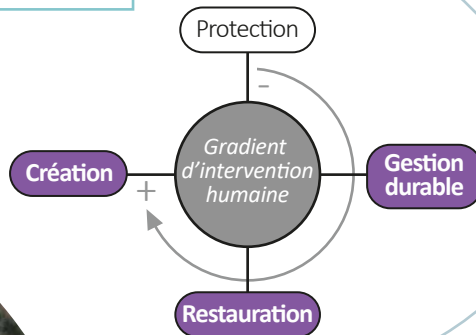 Protection
-
Gradient
d’intervention
humaine
Création
+
Gestion
durable
Restauration